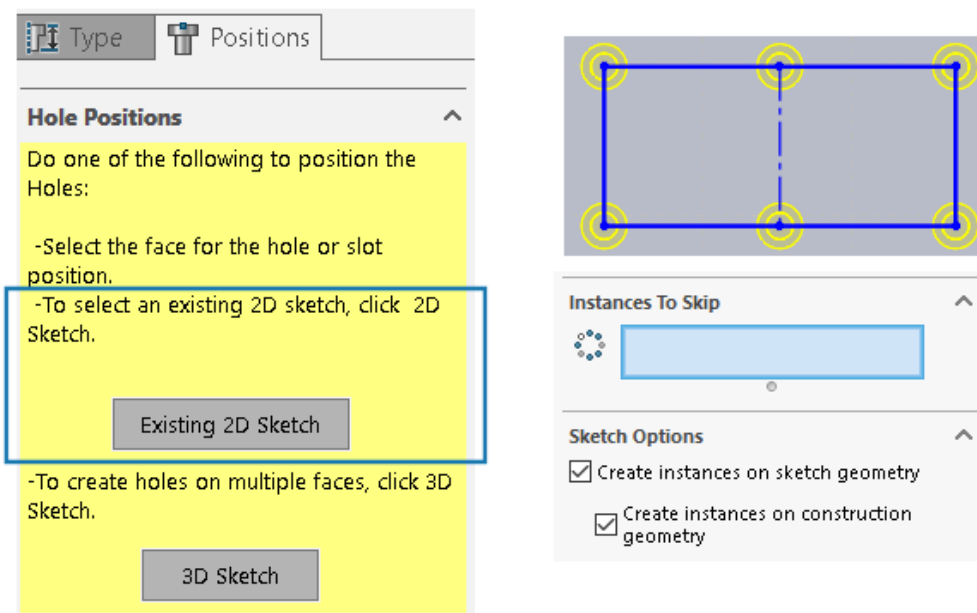 Type
Positions
Hole Positions
Do one of the following to position the
Holes:
-Select the face for the hole or slot
position.
-To select an existing 2D sketch, click 2D
Sketch.
Existing 2D Sketch
-To create holes on multiple faces, click 3D
Sketch.
3D Sketch
Instances To Skip
Sketch Options
Create instances on sketch geometry
Create instances on construction
geometry